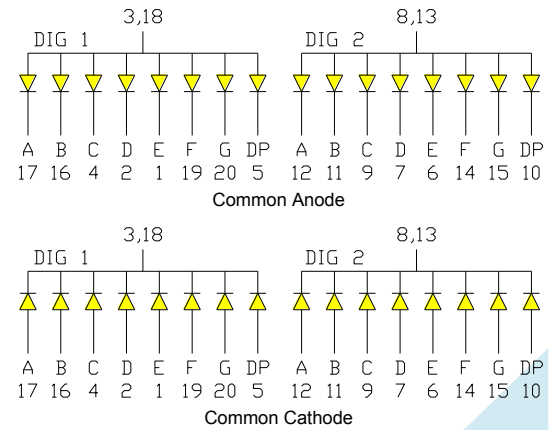 3,18 8,13
DIG 1 DIG 2
A B C D E F G DP A B C D E F G DP
17 16 4 2 1 19 20 5 12 11 9 7 6 14 15 10
Common Anode
3,18 8,13
DIG 1 DIG 2
A B C D E F G DP A B C D E F G DP
17 16 4 2 1 19 20 5 12 11 9 7 6 14 15 10
Common Cathode